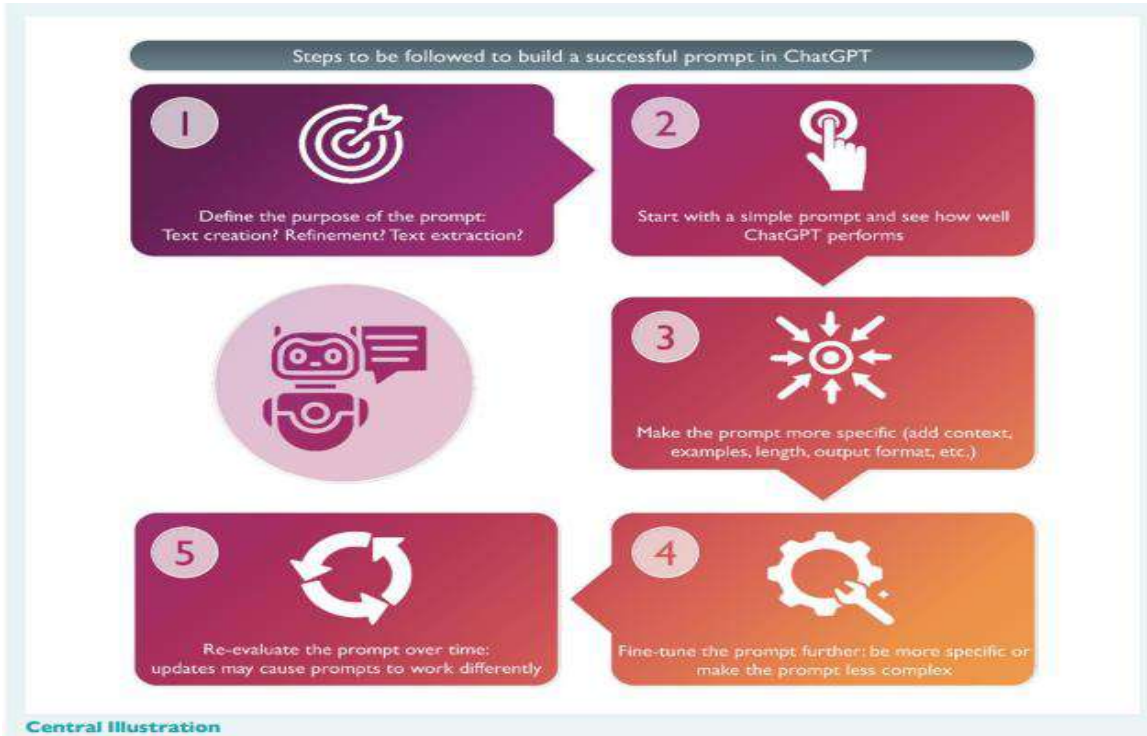 Steps to be followed to build a successful prompt in ChatGPT
1
Define the purpose of the prompt:
Text creation? Refinement? Text extraction?
2
Start with a simple prompt and see how well
ChatGPT performs
3
Make the prompt more specific (add context,
examples, length, output format, etc.)
4
Fine-tune the prompt further: be more specific or
make the prompt less complex
5
Re-evaluate the prompt over time:
updates may cause prompts to work differently
Central Illustration